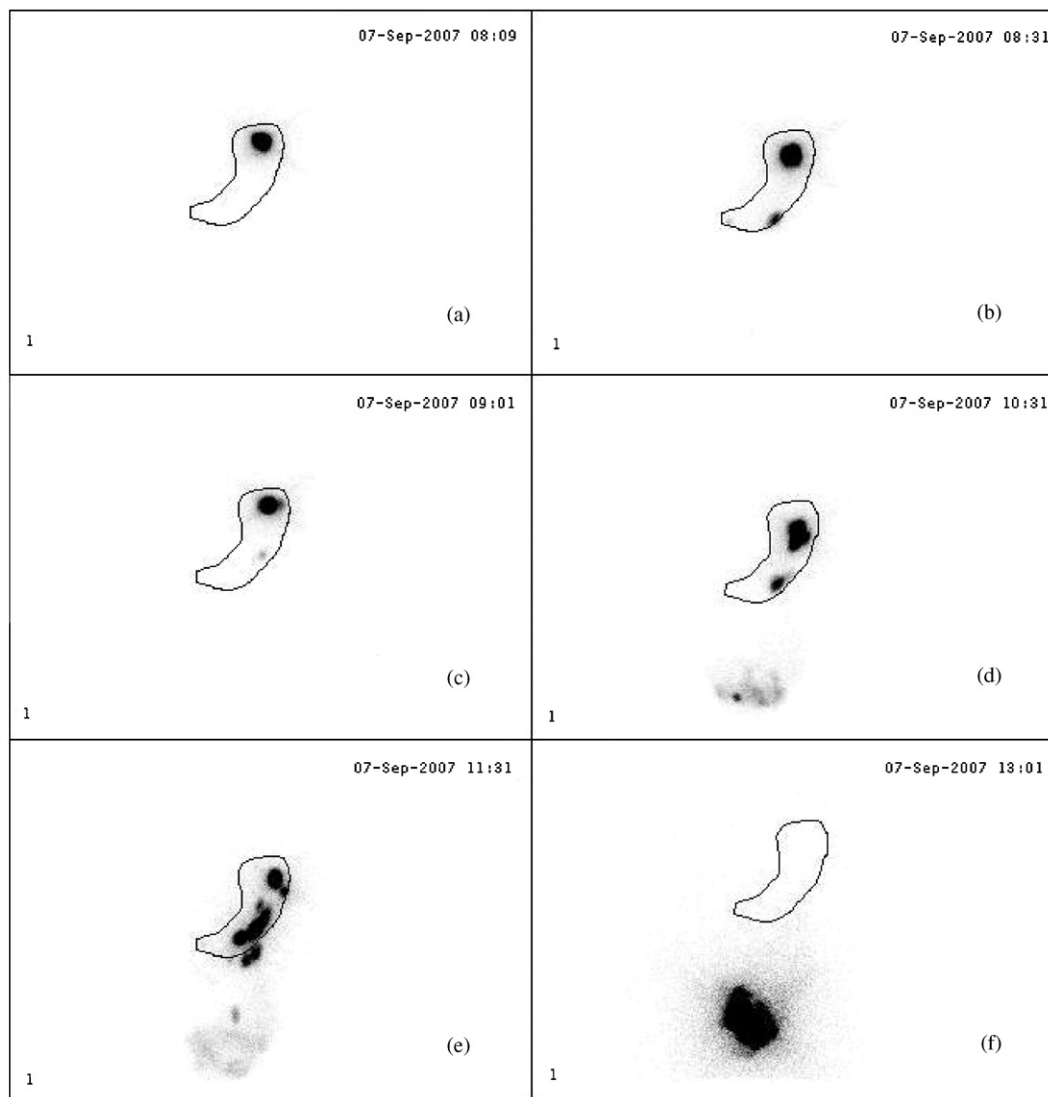 07-Sep-2007 08:09
(a)
1
07-Sep-2007 08:31
(b)
1
07-Sep-2007 09:01
(c)
1
07-Sep-2007 10:31
(d)
1
07-Sep-2007 11:31
(e)
1
07-Sep-2007 13:01
(f)
1